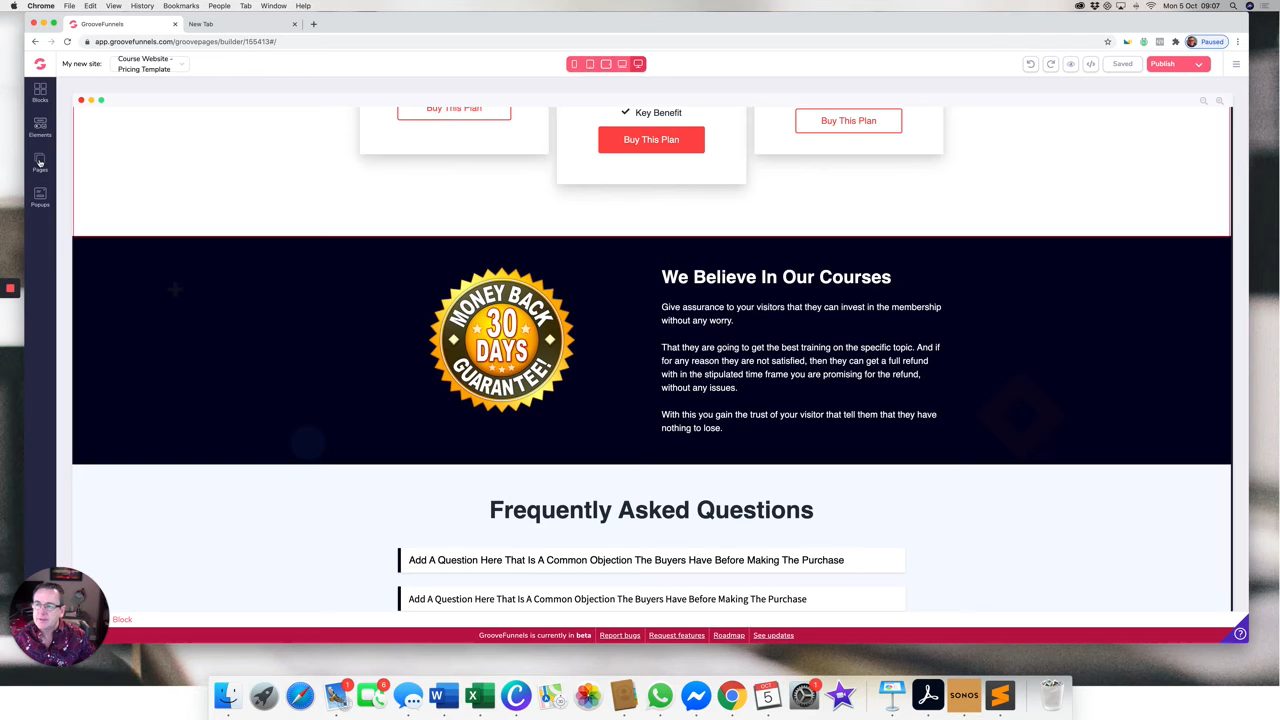 Chrome File Edit View History Bookmarks People Tab Window Help
Mon 5 Oct 09:07
GrooveFunnels
New Tab
app.groovefunnels.com/groovepages/builder/155413#/
Paused
My new site:
Course Website -
Pricing Template
Saved
Publish
Blocks
Elements
Pages
Popups
Buy This Plan
Key Benefit
Buy This Plan
Buy This Plan
MONEY BACK
30
DAYS
GUARANTEE!
We Believe In Our Courses
Give assurance to your visitors that they can invest in the membership
without any worry.
That they are going to get the best training on the specific topic. And if
for any reason they are not satisfied, then they can get a full refund
with in the stipulated time frame you are promising for the refund,
without any issues.
With this you gain the trust of your visitor that tell them that they have
nothing to lose.
Frequently Asked Questions
Add A Question Here That Is A Common Objection The Buyers Have Before Making The Purchase
Add A Question Here That Is A Common Objection The Buyers Have Before Making The Purchase
Block
GrooveFunnels is currently in beta
Report bugs
Request features
Roadmap
See updates
1
6
OCT
5
1
SONOS